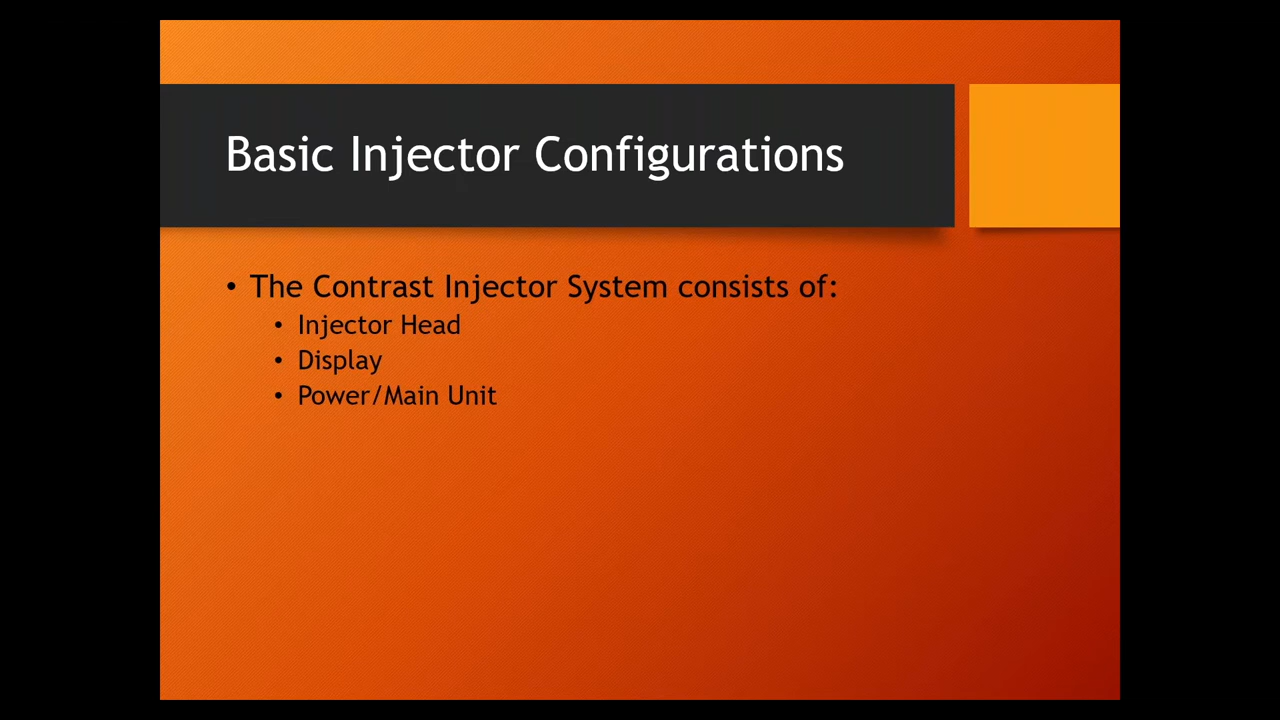 Basic Injector Configurations
• The Contrast Injector System consists of:
• Injector Head
• Display
• Power/Main Unit